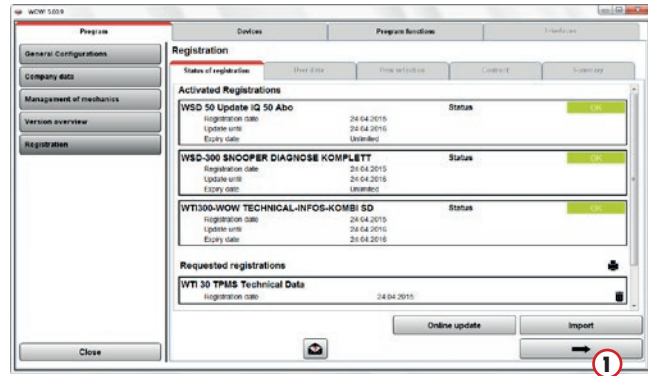 WOW! 5.00.9
Program Devices Program functions Interfaces
General Configurations
Company data
Management of mechanics
Version overview
Registration
Registration
Status of registration User data Contract Summary
Activated Registrations
WSD 50 Update IQ 50 Abo Status OK
Registration date 24.04.2015
Update until 24.04.2016
Expiry date Unlimited
WSD-300 SNOOPER DIAGNOSE KOMPLETT Status OK
Registration date 24.04.2015
Update until 24.04.2016
Expiry date Unlimited
WTI300-WOW TECHNICAL-INFOS-KOMBI SD Status OK
Registration date 24.04.2015
Update until 24.04.2016
Expiry date 24.04.2016
Requested registrations
WTI 30 TPMS Technical Data
Registration date 24.04.2015
Online update Import
Close
1